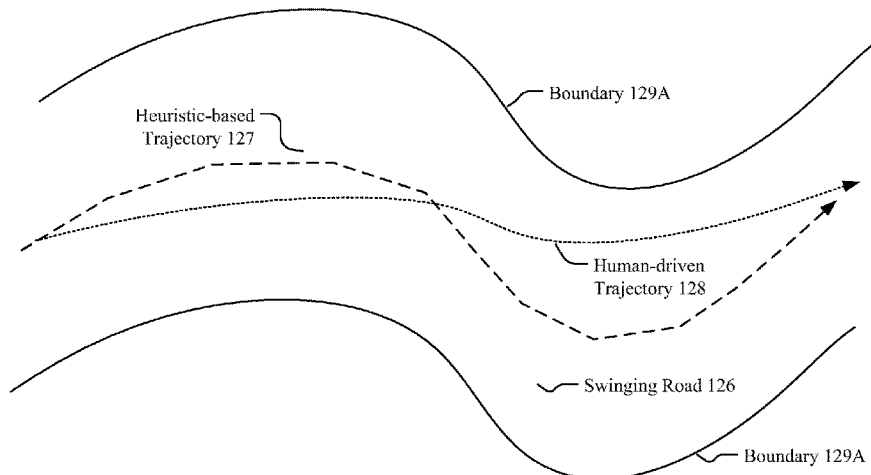 Boundary 129A
Heuristic-based
Trajectory 127
Human-driven
Trajectory 128
Swinging Road 126
Boundary 129A